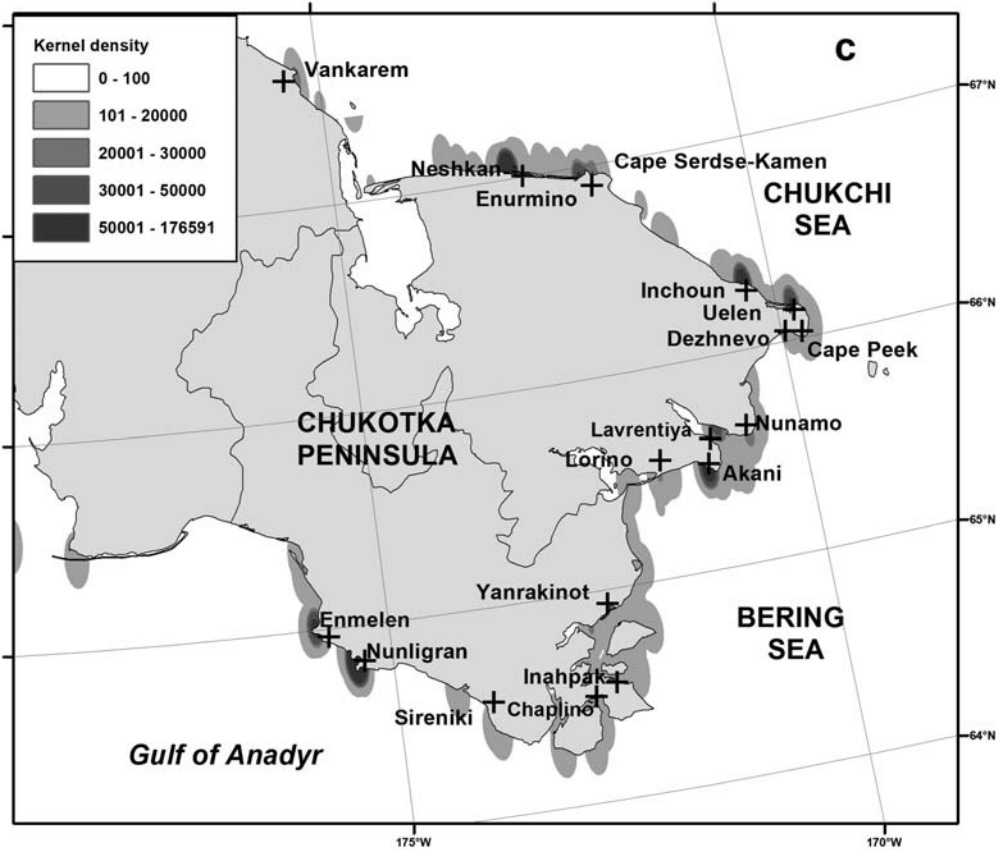 Kernel density
0 - 100
101 - 20000
20001 - 30000
30001 - 50000
50001 - 176591
C
Vankarem
67°N
Neshkan
Cape Serdse-Kamen
Enurmino
CHUKCHI
SEA
Inchoun
Uelen
66°N
Dezhnevo
Cape Peek
CHUKOTKA
PENINSULA
Nunamo
Lavrentiya
Lorino
Akani
65°N
Yanrakinot
Enmelen
BERING
SEA
Nunligran
Inahpak
Sireniki
Chaplino
64°N
Gulf of Anadyr
175°W
170°W